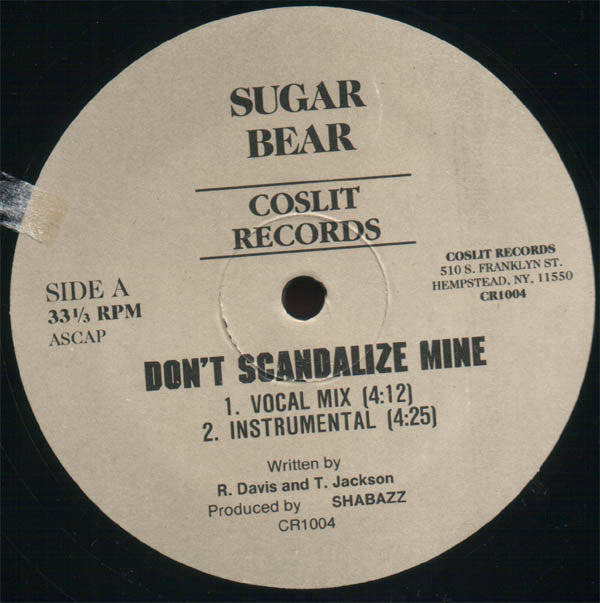 SUGAR
BEAR
COSLIT
RECORDS
SIDE A
33⅓ RPM
ASCAP
COSLIT RECORDS
510 S. FRANKLYN ST.
HEMPSTEAD, NY. 11550
CR1004
DON'T SCANDALIZE MINE
1. VOCAL MIX (4:12)
2. INSTRUMENTAL (4:25)
Written by
R. Davis and T. Jackson
Produced by SHABAZZ
CR1004